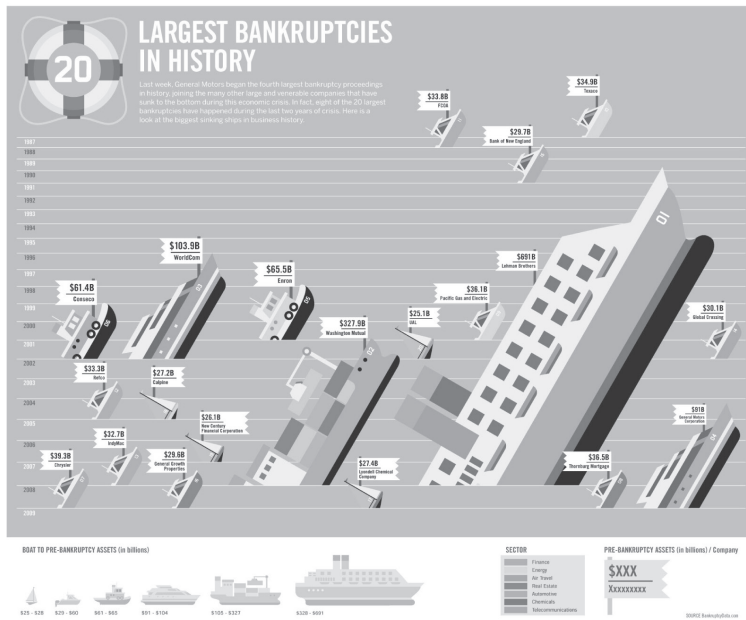 20
LARGEST BANKRUPTCIES
IN HISTORY
Last week, General Motors began the fourth largest bankruptcy proceedings
in history, joining the many other large and venerable companies that have
sunk to the bottom during this economic crisis. In fact, eight of the 20 largest
bankruptcies have happened during the last two years of crisis. Here is a
look at the biggest sinking ships in business history.
$34.9B
Texaco
$33.8B
FCOA
$29.7B
Bank of New England
1987
1988
1989
1990
1991
1992
1993
1994
1995
1996
1997
1998
1999
2000
2001
2002
2003
2004
2005
2006
2007
2008
2009
01
$103.9B
WorldCom
03
$65.5B
Enron
05
$61.4B
Conseco
06
$691B
Lehman Brothers
$36.1B
Pacific Gas and Electric
$30.1B
Global Crossing
$25.1B
UAL
$327.9B
Washington Mutual
02
$33.3B
Refco
$27.2B
Calpine
$26.1B
New Century
Financial Corporation
$91B
General Motors
Corporation
04
$32.7B
IndyMac
$39.3B
Chrysler
$29.6B
General Growth
Properties
$27.4B
Lyondell Chemical
Company
$36.5B
Thornburg Mortgage
BOAT TO PRE-BANKRUPTCY ASSETS (in billions)
$25 - $28
$29 - $60
$61 - $65
$91 - $104
$105 - $327
$328 - $691
SECTOR
Finance
Energy
Air Travel
Real Estate
Automotive
Chemicals
Telecommunications
PRE-BANKRUPTCY ASSETS (in billions) / Company
$XXX
Xxxxxxxxx
SOURCE BankruptcyData.com